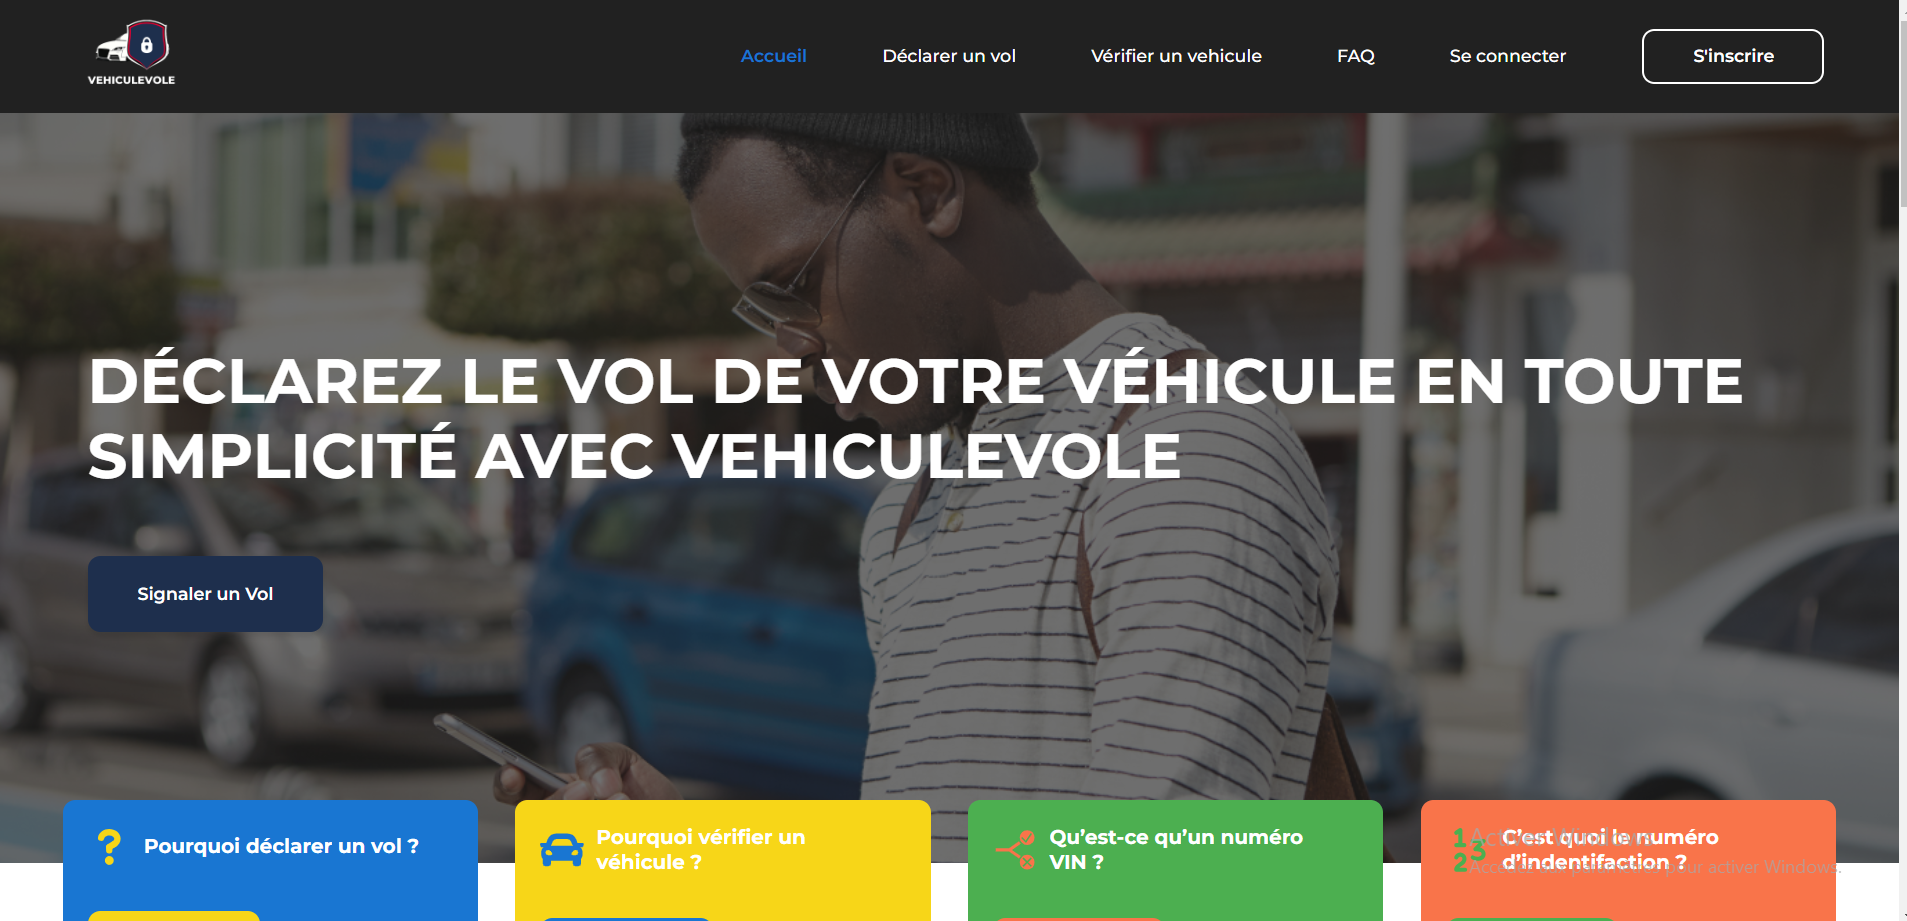 VEHICULEVOLE
Accueil
Déclarer un vol
Vérifier un vehicule
FAQ
Se connecter
S'inscrire
DÉCLAREZ LE VOL DE VOTRE VÉHICULE EN TOUTE
SIMPLICITÉ AVEC VEHICULEVOLE
Signaler un Vol
Pourquoi déclarer un vol ?
Pourquoi vérifier un
véhicule ?
Qu’est-ce qu’un numéro
VIN ?
1
2 3
C’est quoi le numéro
d’indentifaction ?
Activer Windows
Accédez aux paramètres pour activer Windows.